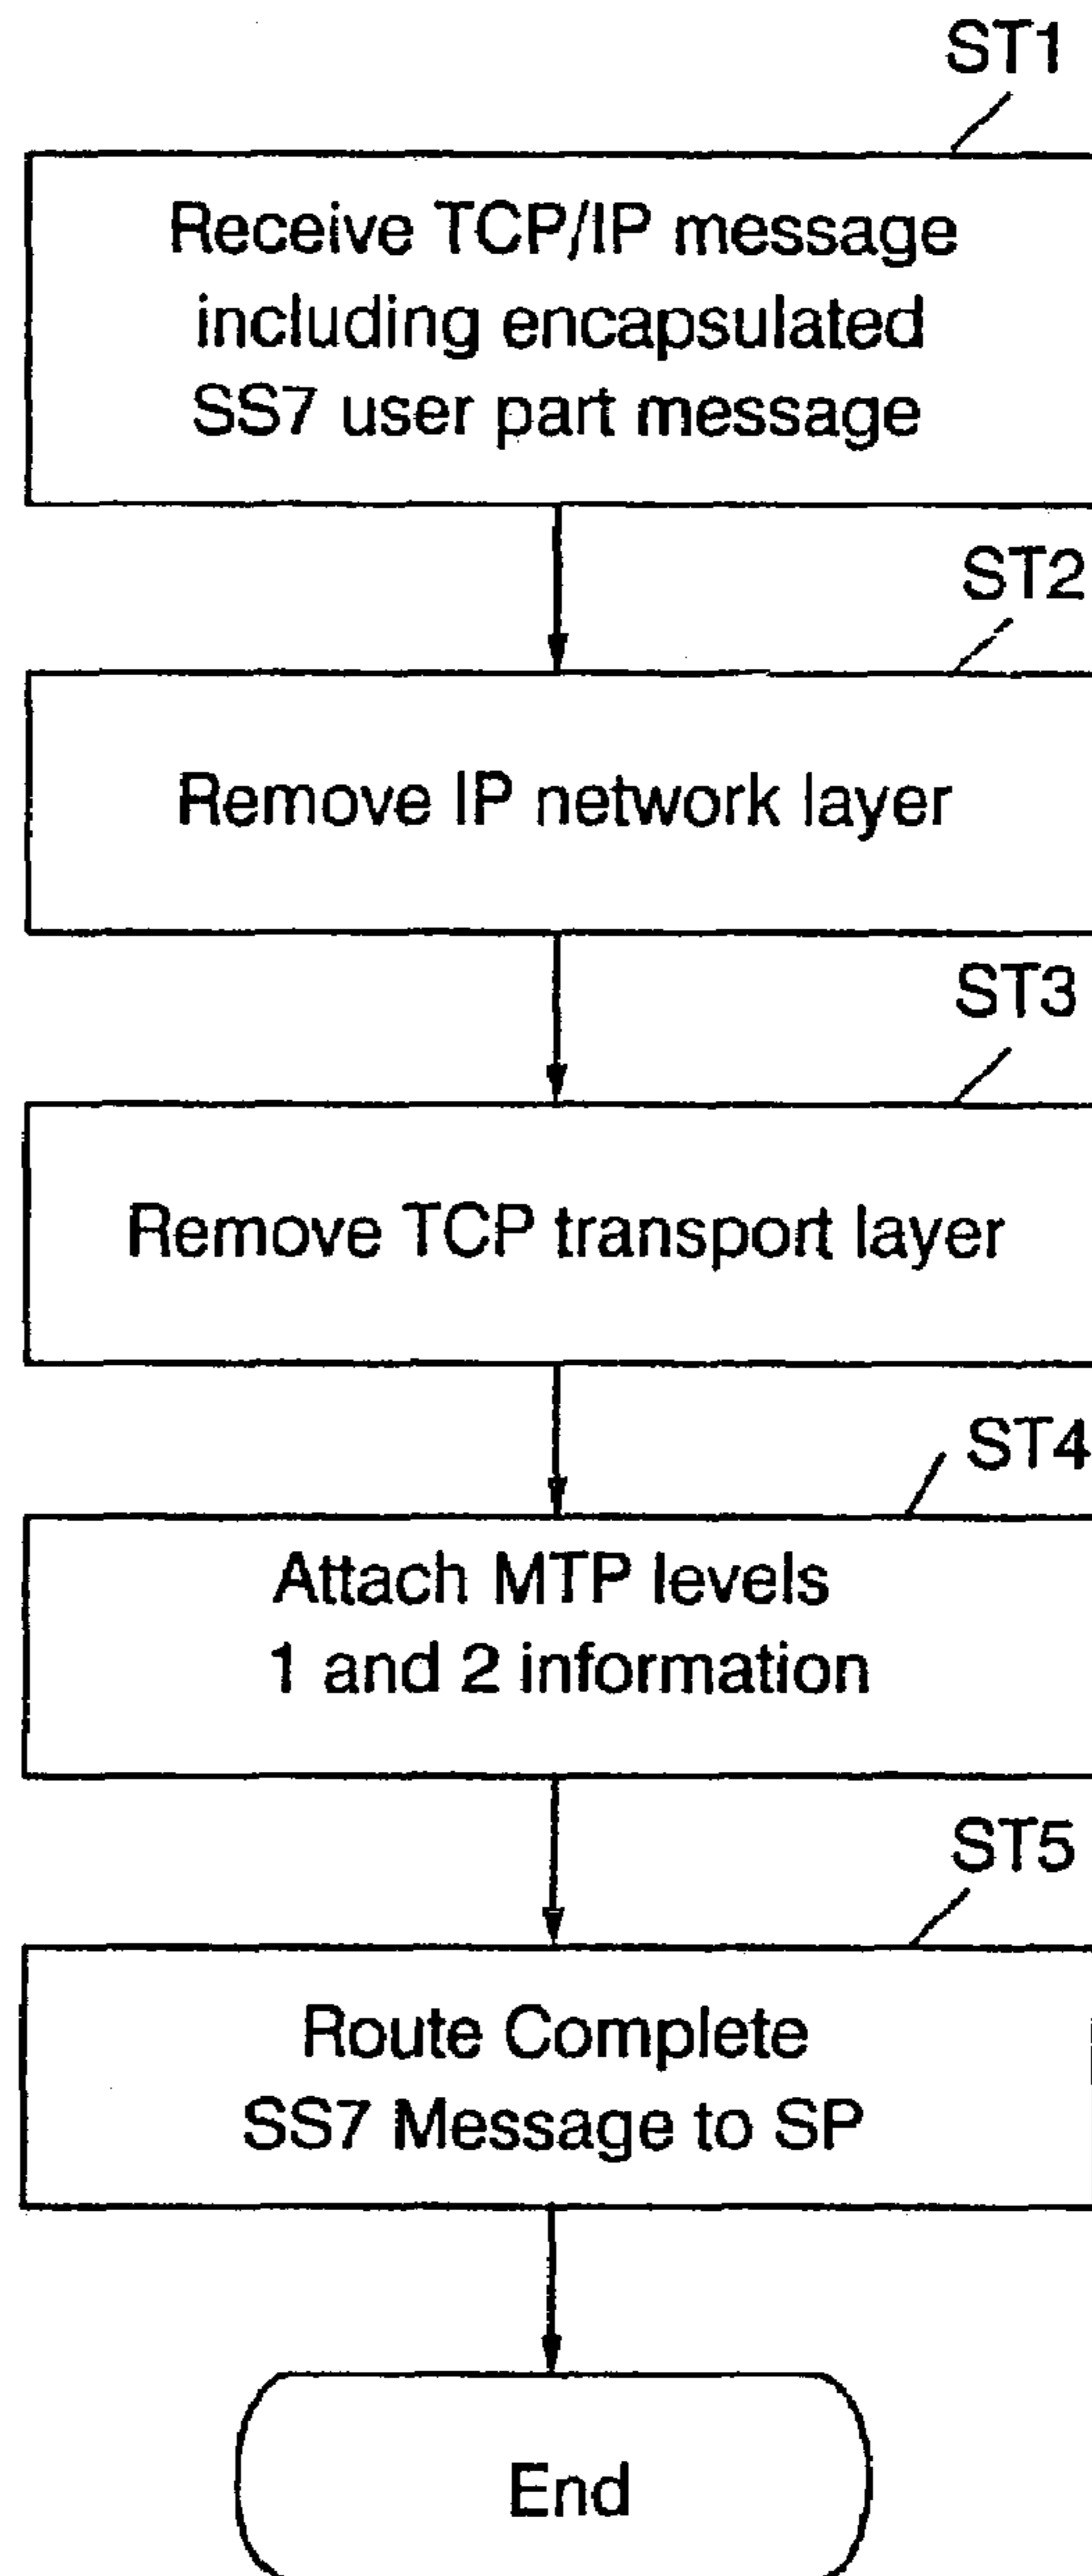 ST1
Receive TCP/IP message
including encapsulated
SS7 user part message
ST2
Remove IP network layer
ST3
Remove TCP transport layer
ST4
Attach MTP levels
1 and 2 information
ST5
Route Complete
SS7 Message to SP
End